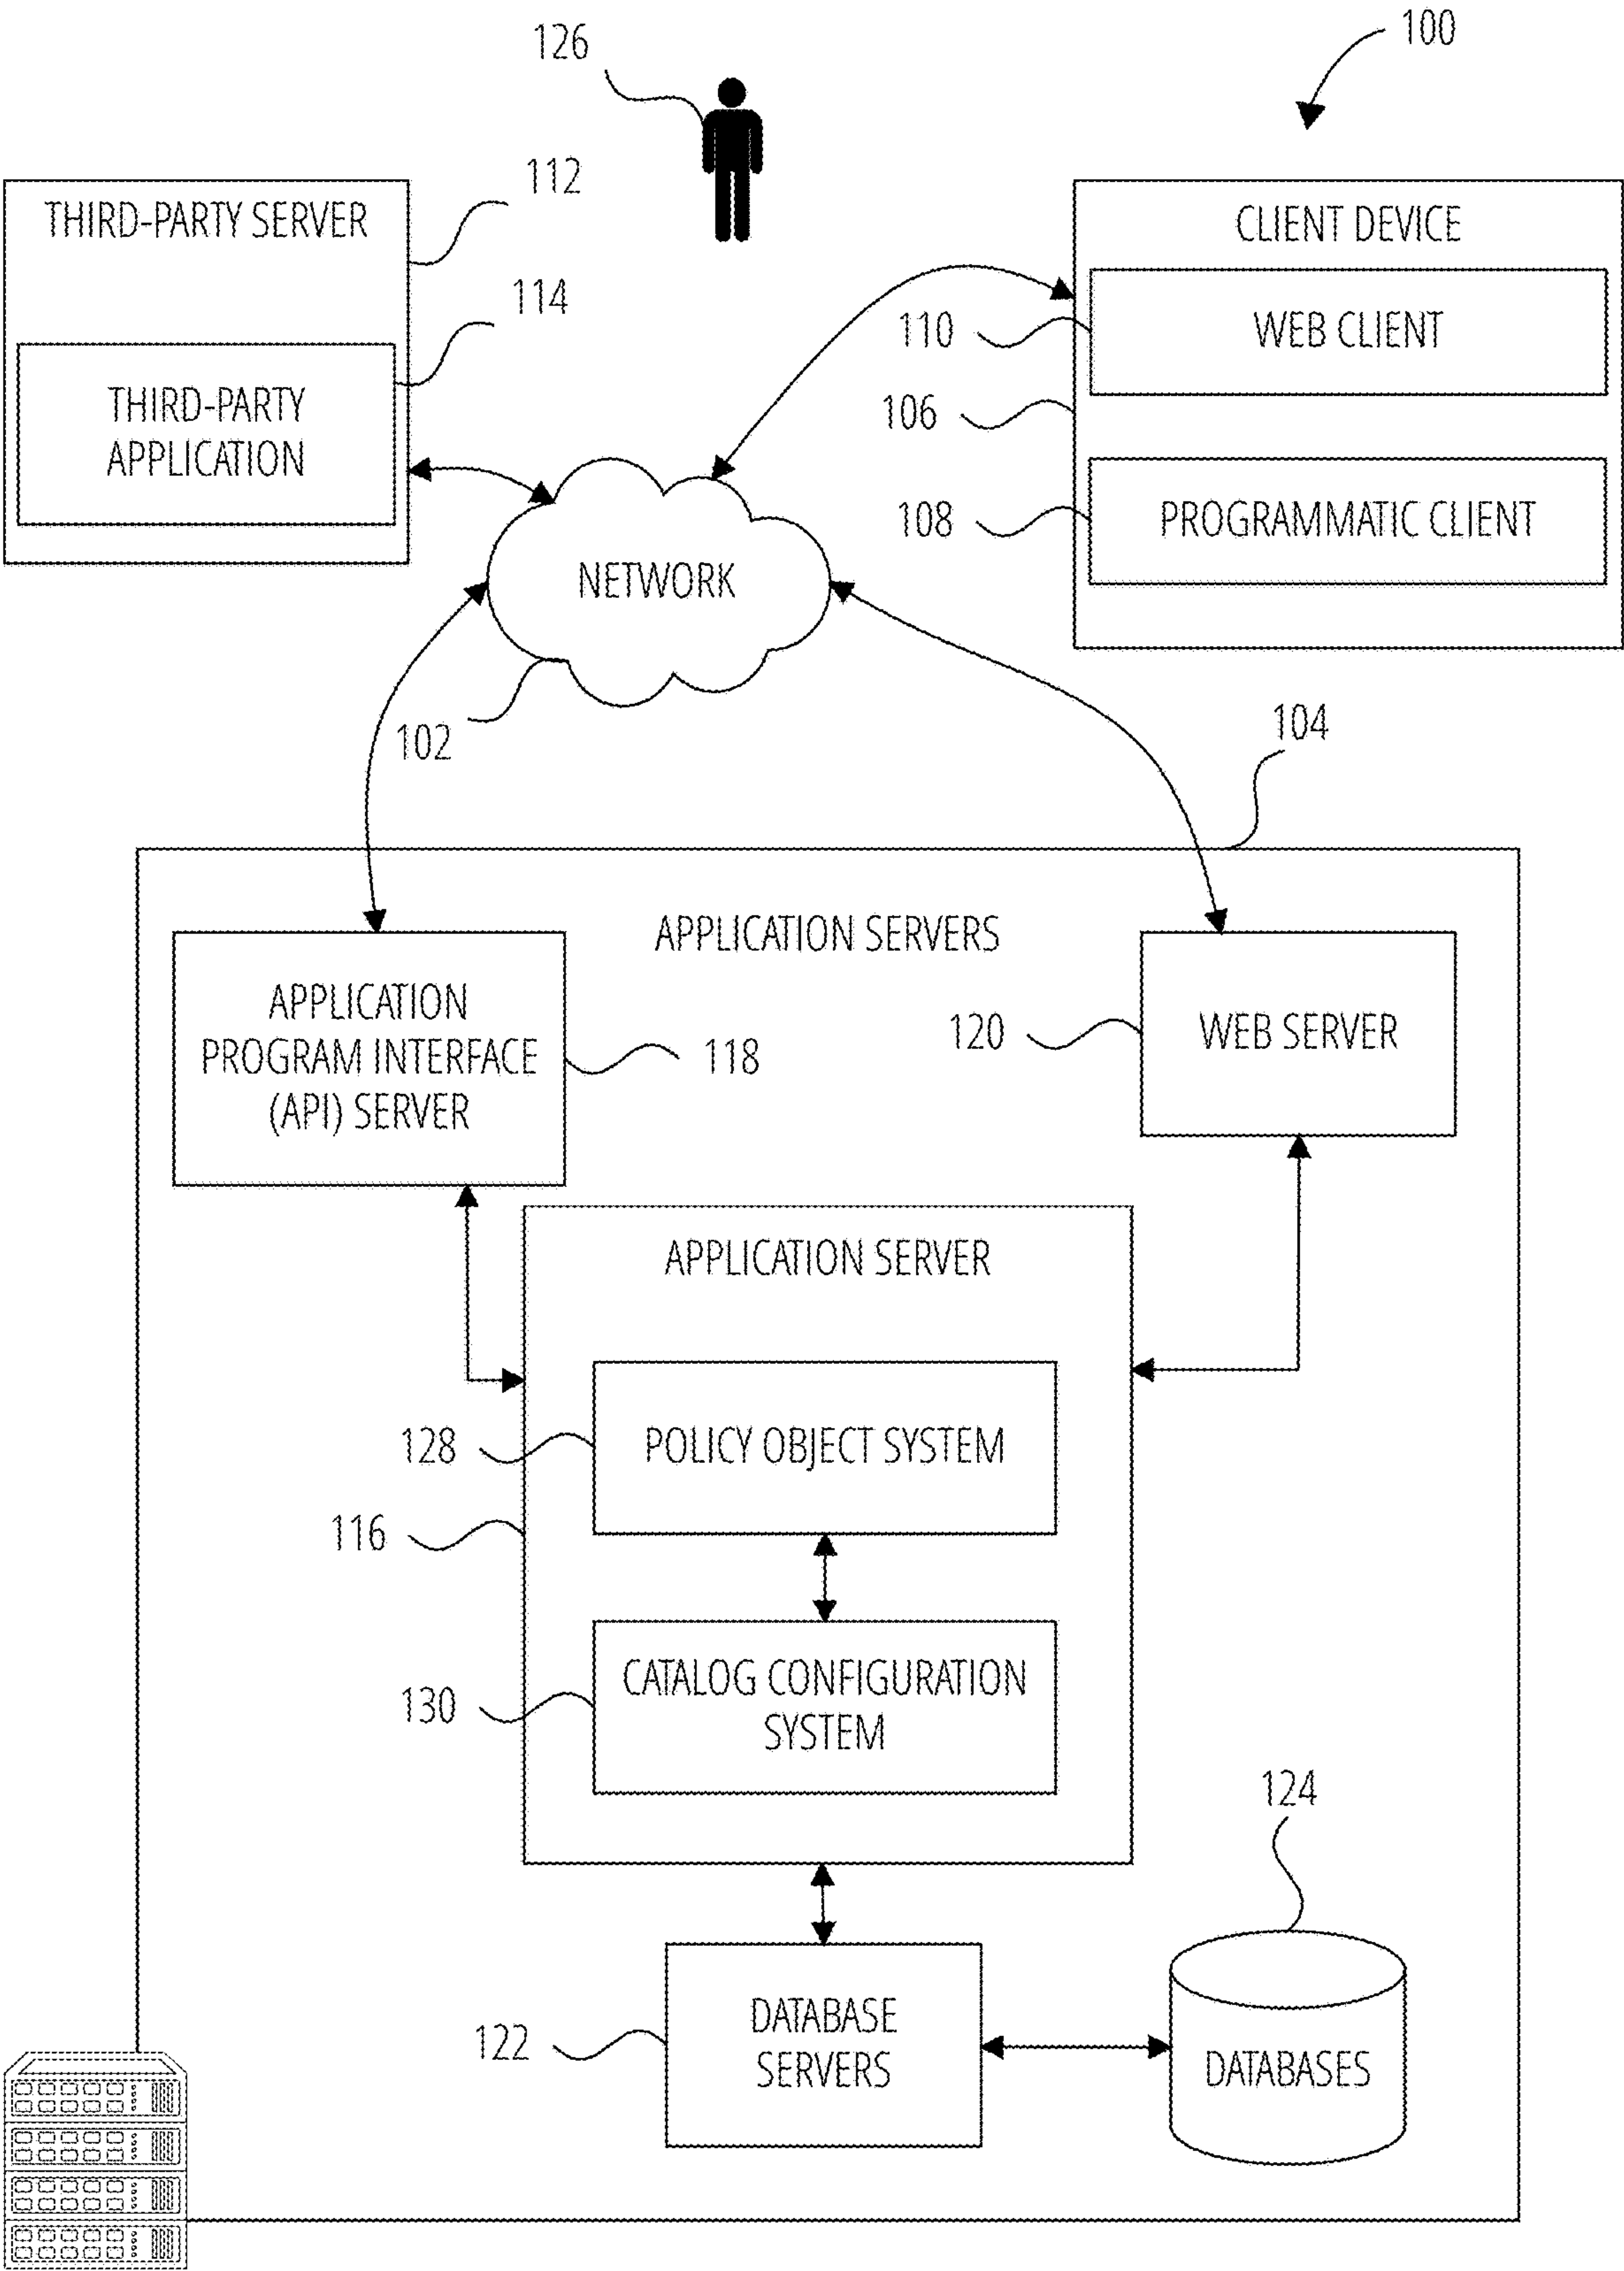 100
126
112
THIRD-PARTY SERVER
CLIENT DEVICE
114
110
WEB CLIENT
THIRD-PARTY
APPLICATION
106
108
PROGRAMMATIC CLIENT
NETWORK
102
104
APPLICATION SERVERS
APPLICATION
PROGRAM INTERFACE
(API) SERVER
118
120
WEB SERVER
APPLICATION SERVER
128
POLICY OBJECT SYSTEM
116
130
CATALOG CONFIGURATION
SYSTEM
124
122
DATABASE
SERVERS
DATABASES